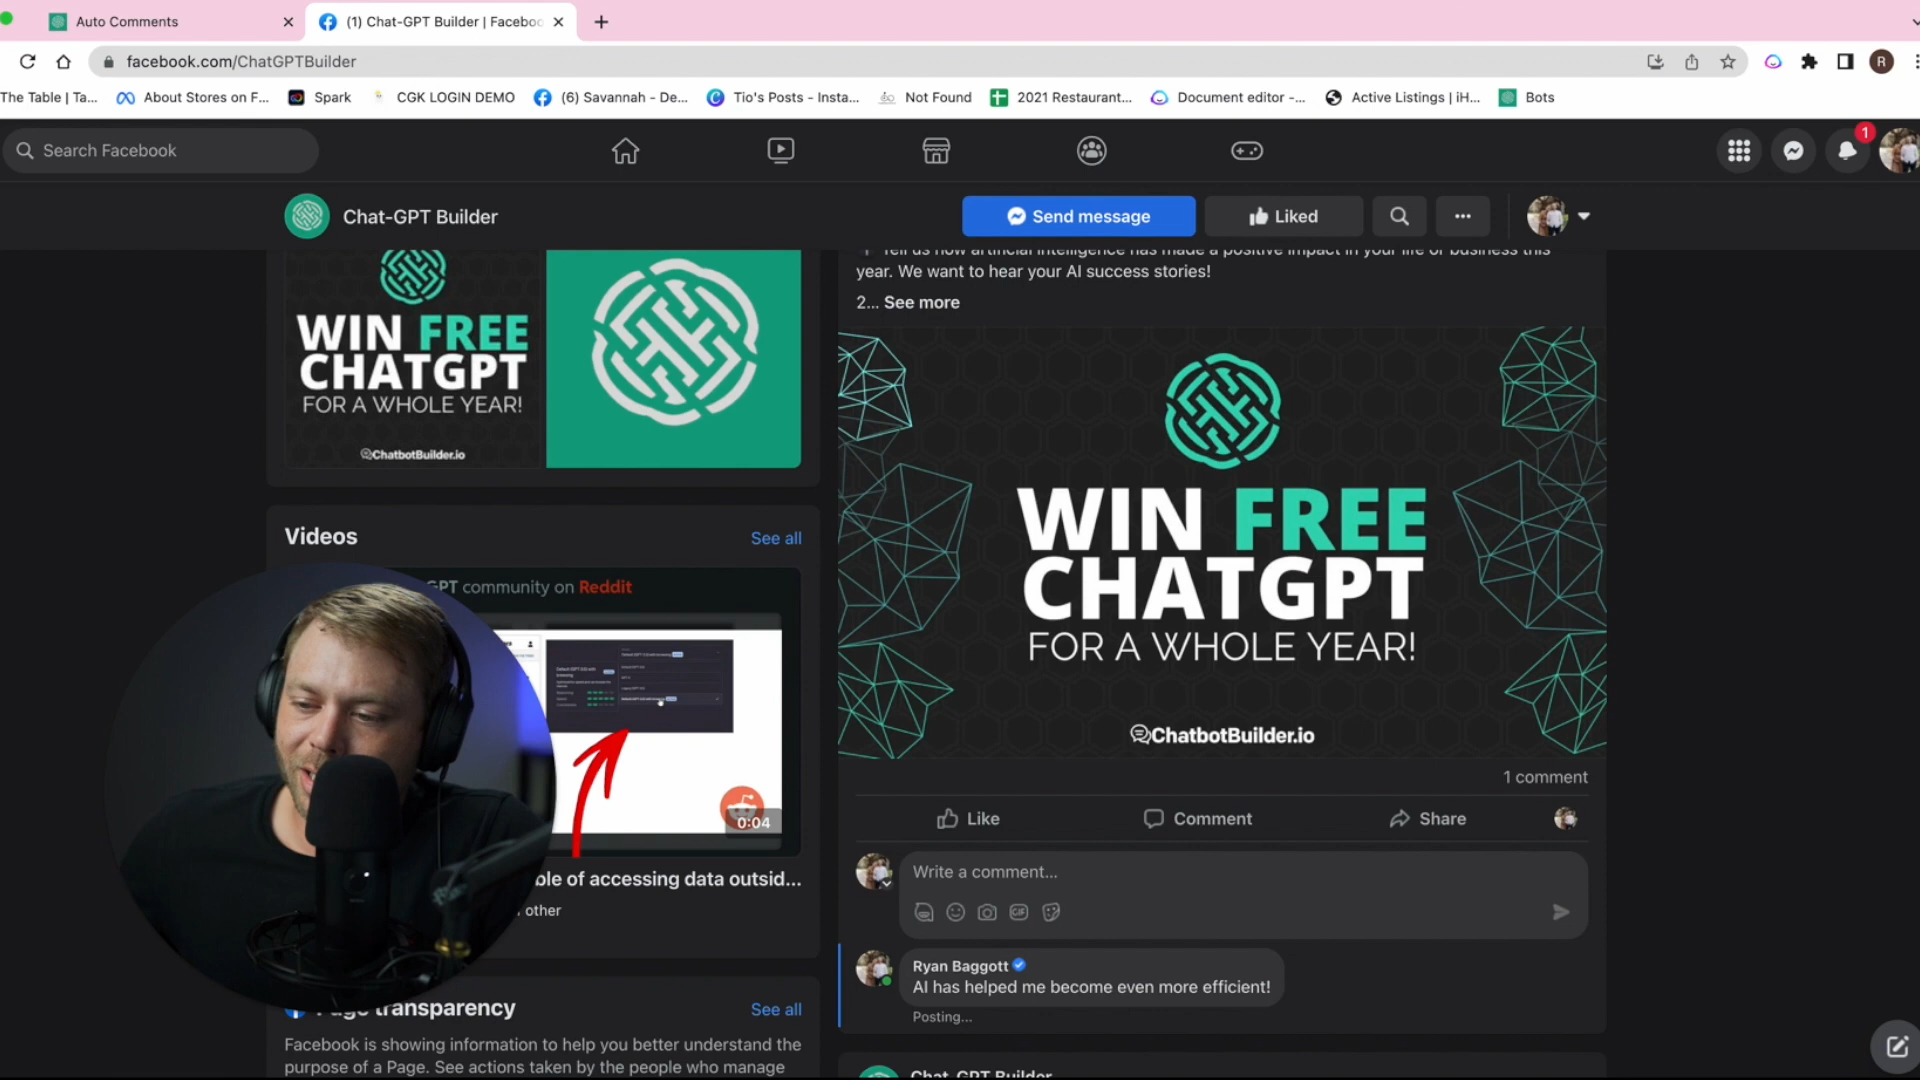 Auto Comments
(1) Chat-GPT Builder | Faceboo
facebook.com/ChatGPTBuilder
R
The Table | Ta...
About Stores on F...
Spark
CGK LOGIN DEMO
(6) Savannah - De...
Tio's Posts - Insta...
Not Found
2021 Restaurant...
Document editor -...
Active Listings | iH...
Bots
Search Facebook
1
Chat-GPT Builder
Send message
Liked
WIN FREE
CHATGPT
FOR A WHOLE YEAR!
ChatbotBuilder.io
Videos
See all
GPT community on Reddit
0:04
ble of accessing data outsid...
other
Page transparency
See all
Facebook is showing information to help you better understand the
purpose of a Page. See actions taken by the people who manage
Tell us how artificial intelligence has made a positive impact in your life or business this
year. We want to hear your AI success stories!
2... See more
WIN FREE
CHATGPT
FOR A WHOLE YEAR!
ChatbotBuilder.io
1 comment
Like
Comment
Share
Write a comment...
GIF
Ryan Baggott
AI has helped me become even more efficient!
Posting...
Chat-GPT Builder